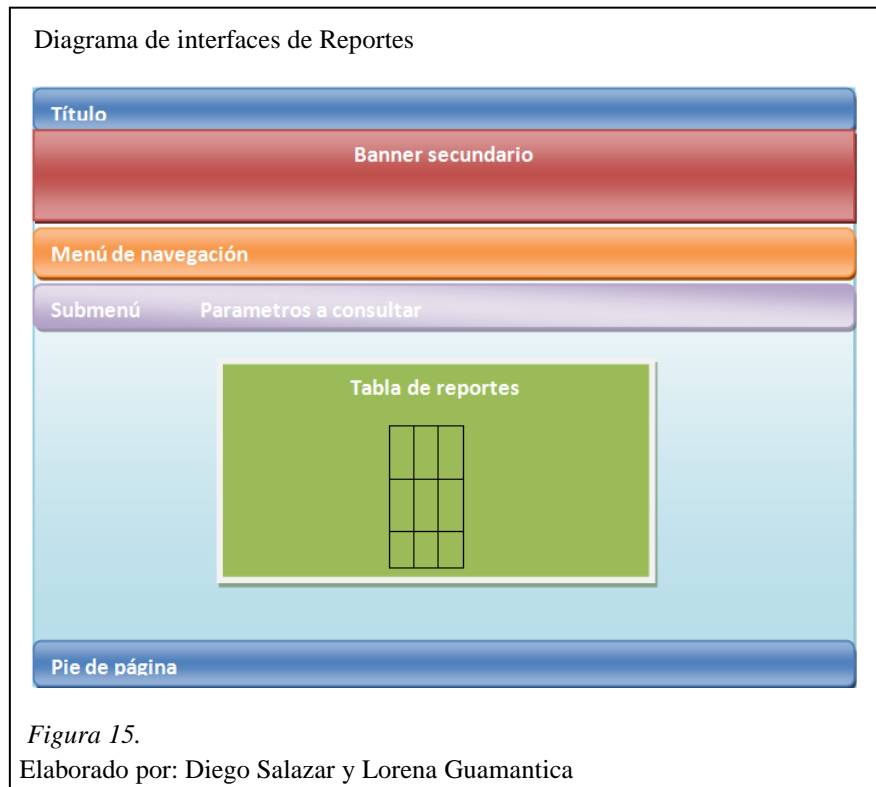 Diagrama de interfaces de Reportes
Título
Banner secundario
Menú de navegación
Submenú Parametros a consultar
Tabla de reportes
Pie de página
Figura 15.
Elaborado por: Diego Salazar y Lorena Guamantica